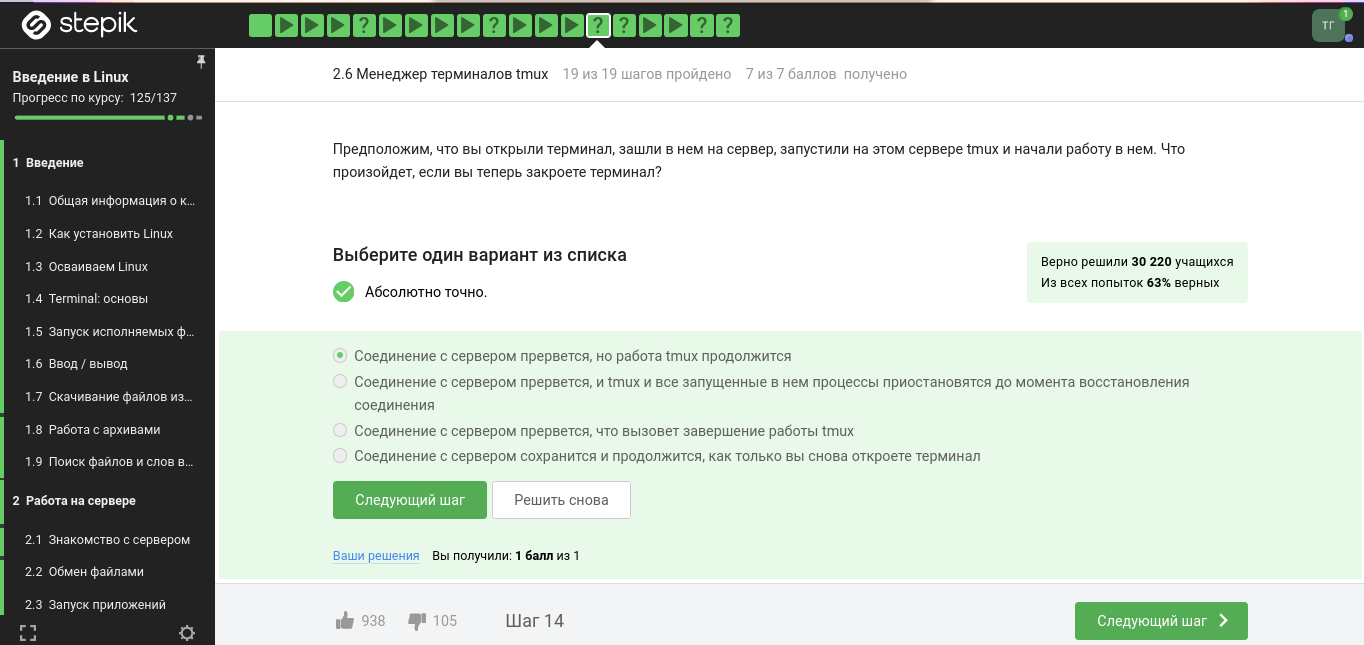 stepik
?
?
?
?
?
?
ТГ
1
Введение в Linux
Прогресс по курсу: 125/137
1 Введение
1.1 Общая информация о к...
1.2 Как установить Linux
1.3 Осваиваем Linux
1.4 Terminal: основы
1.5 Запуск исполняемых ф...
1.6 Ввод / вывод
1.7 Скачивание файлов из...
1.8 Работа с архивами
1.9 Поиск файлов и слов в...
2 Работа на сервере
2.1 Знакомство с сервером
2.2 Обмен файлами
2.3 Запуск приложений
2.6 Менеджер терминалов tmux 19 из 19 шагов пройдено 7 из 7 баллов получено
Предположим, что вы открыли терминал, зашли в нем на сервер, запустили на этом сервере tmux и начали работу в нем. Что
произойдет, если вы теперь закроете терминал?
Выберите один вариант из списка
Абсолютно точно.
Верно решили 30 220 учащихся
Из всех попыток 63% верных
Соединение с сервером прервется, но работа tmux продолжится
Соединение с сервером прервется, и tmux и все запущенные в нем процессы приостановятся до момента восстановления
соединения
Соединение с сервером прервется, что вызовет завершение работы tmux
Соединение с сервером сохранится и продолжится, как только вы снова откроете терминал
Следующий шаг
Решить снова
Ваши решения Вы получили: 1 балл из 1
938 105 Шаг 14
Следующий шаг